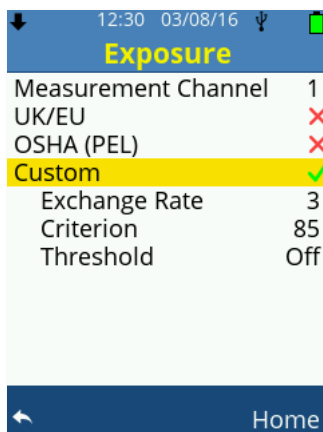 12:30 03/08/16
Exposure
Measurement Channel 1
UK/EU
OSHA (PEL)
Custom
Exchange Rate 3
Criterion 85
Threshold Off
Home